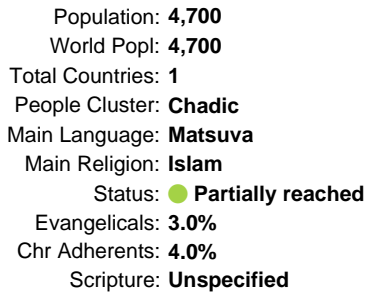 Population: 4,700
World Popl: 4,700
Total Countries: 1
People Cluster: Chadic
Main Language: Matsuva
Main Religion: Islam
Status: Partially reached
Evangelicals: 3.0%
Chr Adherents: 4.0%
Scripture: Unspecified